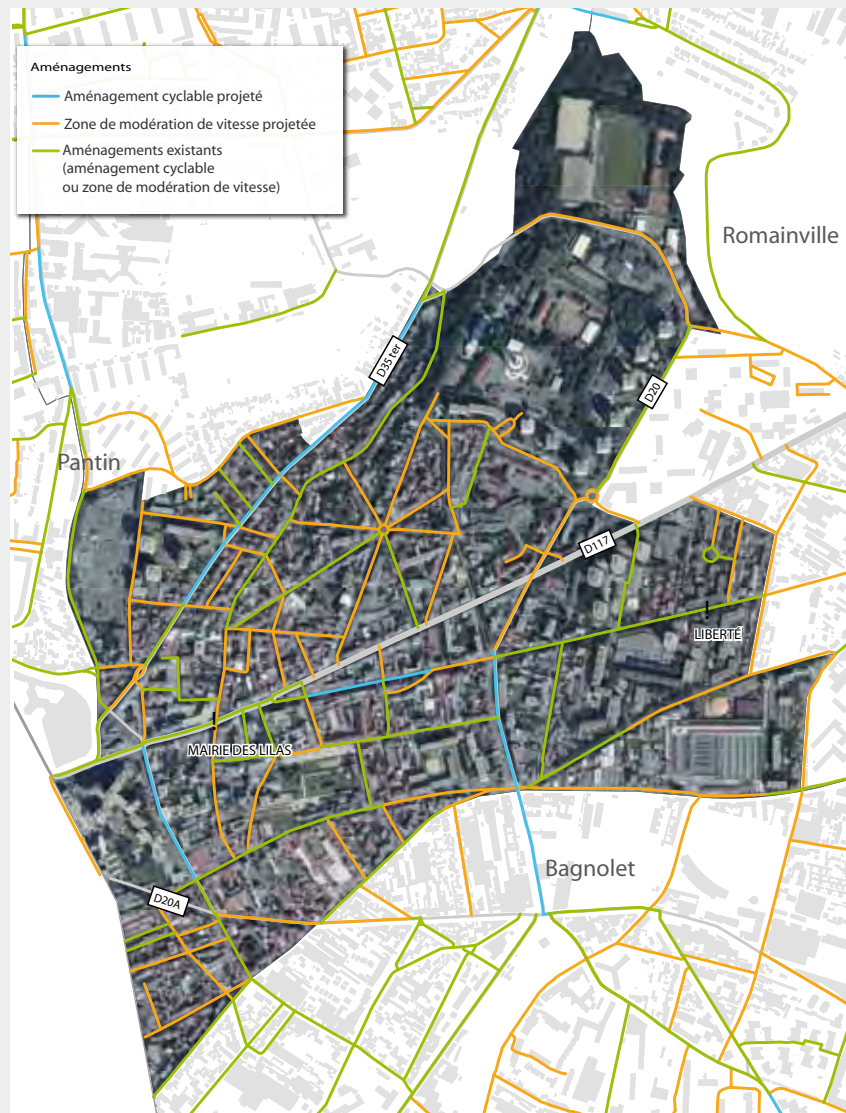 Aménagements
Aménagement cyclable projeté
Zone de modération de vitesse projetée
Aménagements existants
(aménagement cyclable
ou zone de modération de vitesse)
Romainville
D35 ter
D20
Pantin
D117
LIBERTÉ
MAIRIE DES LILAS
Bagnolet
D20A